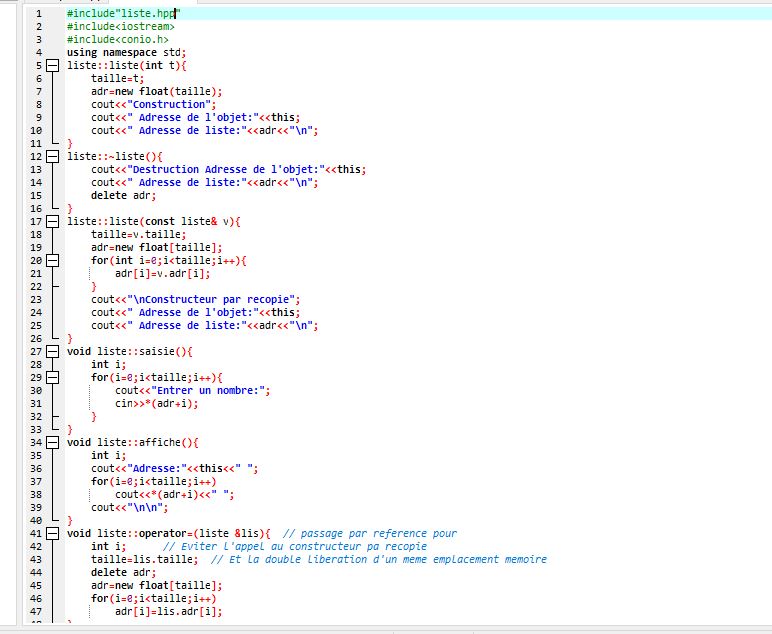 1 #include"liste.hpp"
2 #include<iostream>
3 #include<conio.h>
4 using namespace std;
5 liste::liste(int t){
6 taille=t;
7 adr=new float(taille);
8 cout<<"Construction";
9 cout<<" Adresse de l'objet:"<<this;
10 cout<<" Adresse de liste:"<<adr<<"\n";
11 }
12 liste::~liste(){
13 cout<<"Destruction Adresse de l'objet:"<<this;
14 cout<<" Adresse de liste:"<<adr<<"\n";
15 delete adr;
16 }
17 liste::liste(const liste& v){
18 taille=v.taille;
19 adr=new float[taille];
20 for(int i=0;i<taille;i++){
21 adr[i]=v.adr[i];
22 }
23 cout<<"\nConstructeur par recopie";
24 cout<<" Adresse de l'objet:"<<this;
25 cout<<" Adresse de liste:"<<adr<<"\n";
26 }
27 void liste::saisie(){
28 int i;
29 for(i=0;i<taille;i++){
30 cout<<"Entrer un nombre:";
31 cin>>*(adr+i);
32 }
33 }
34 void liste::affiche(){
35 int i;
36 cout<<"Adresse:"<<this<<" ";
37 for(i=0;i<taille;i++)
38 cout<<*(adr+i)<<" ";
39 cout<<"\n\n";
40 }
41 void liste::operator=(liste &lis){ // passage par reference pour
42 int i; // Eviter l'appel au constructeur pa recopie
43 taille=lis.taille; // Et la double liberation d'un meme emplacement memoire
44 delete adr;
45 adr=new float[taille];
46 for(i=0;i<taille;i++)
47 adr[i]=lis.adr[i];